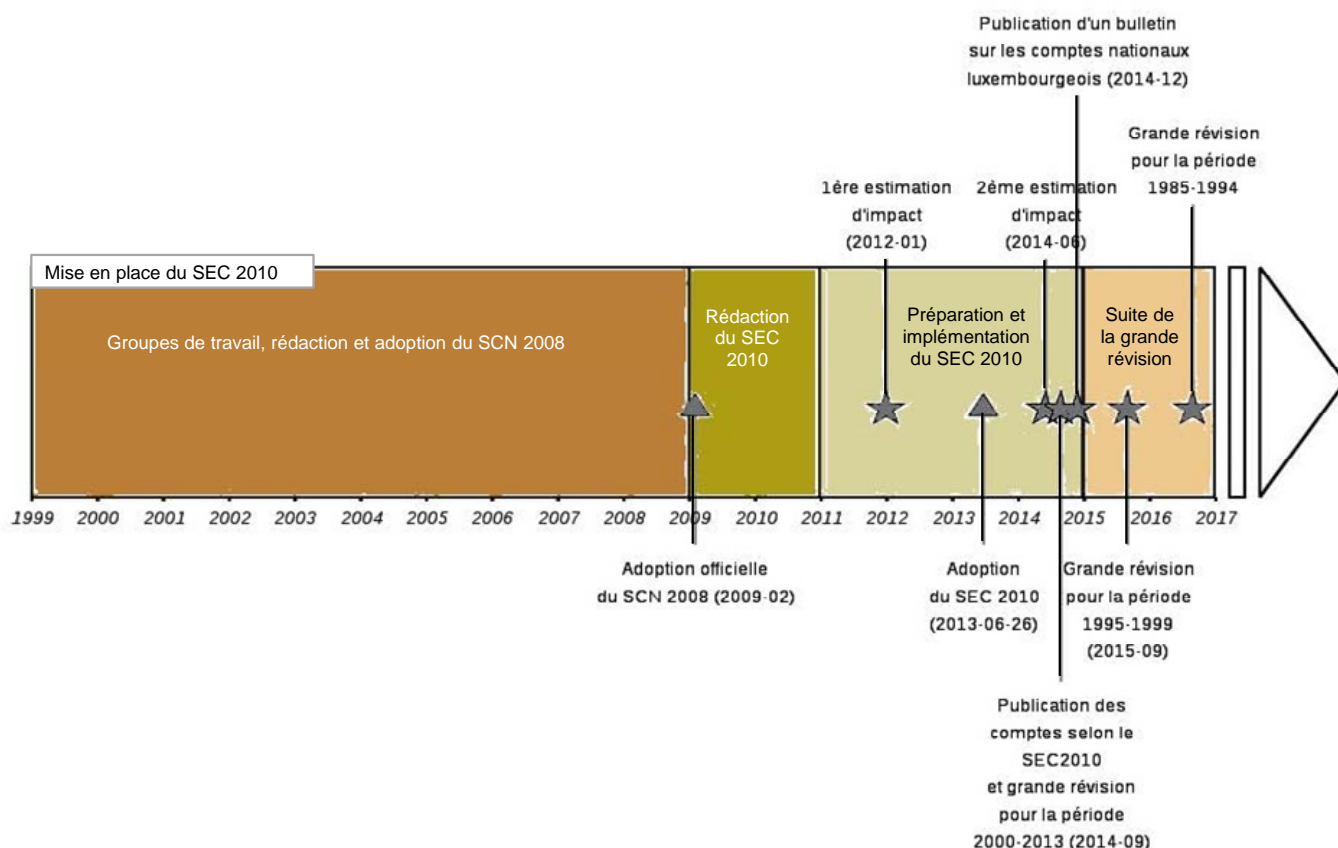 Publication d'un bulletin
sur les comptes nationaux
luxembourgeois (2014-12)
Grande révision
pour la période
1985-1994
1ère estimation
d'impact
(2012-01)
2éme estimation
d'impact
(2014-06)
Mise en place du SEC 2010
Groupes de travail, rédaction et adoption du SCN 2008
Rédaction
du SEC
2010
Préparation et
implémentation
du SEC 2010
Suite de
la grande
révision
1999 2000 2001 2002 2003 2004 2005 2006 2007 2008 2009 2010 2011 2012 2013 2014 2015 2016 2017
Adoption officielle
du SCN 2008 (2009-02)
Adoption
du SEC 2010
(2013-06-26)
Grande révision
pour la période
1995-1999
(2015-09)
Publication des
comptes selon le
SEC2010
et grande révision
pour la période
2000-2013 (2014-09)